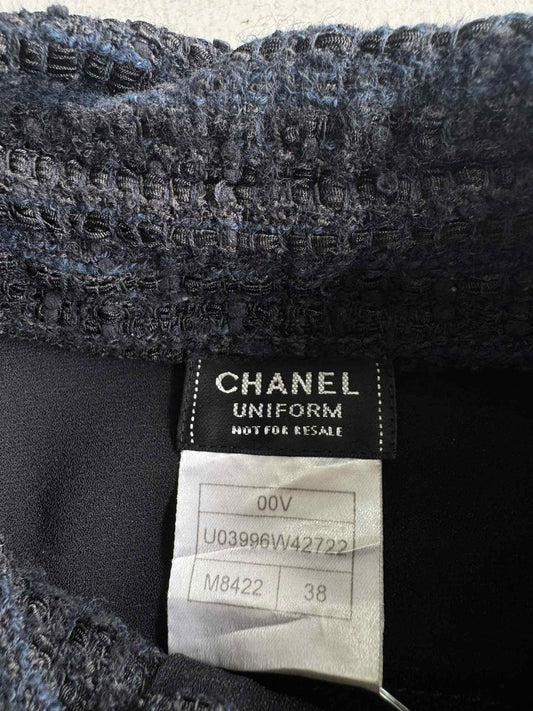 CHANEL
UNIFORM
NOT FOR RESALE
00V
U03996W42722
M8422 38